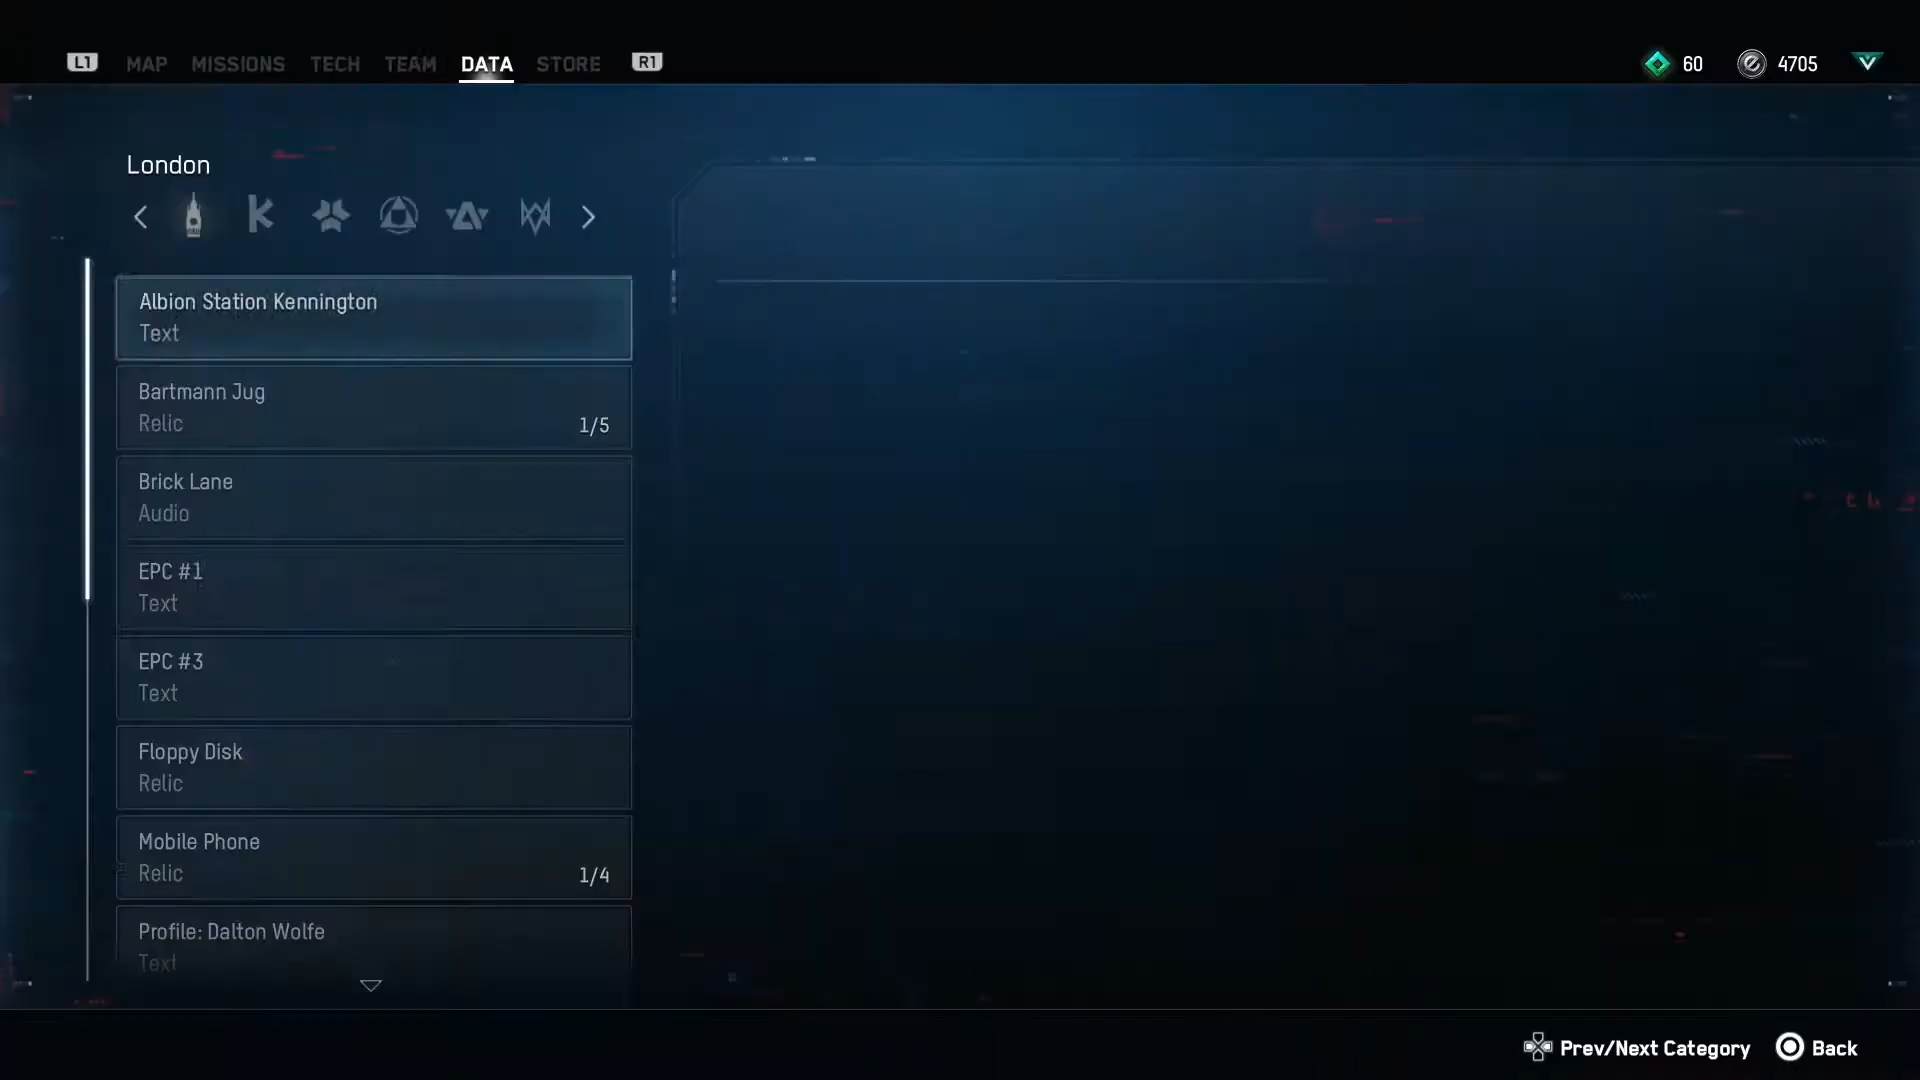 L1 MAP MISSIONS TECH TEAM DATA STORE R1 60 4705
London
Albion Station Kennington
Text
Bartmann Jug
Relic 1/5
Brick Lane
Audio
EPC #1
Text
EPC #3
Text
Floppy Disk
Relic
Mobile Phone
Relic 1/4
Profile: Dalton Wolfe
Text
Prev/Next Category Back